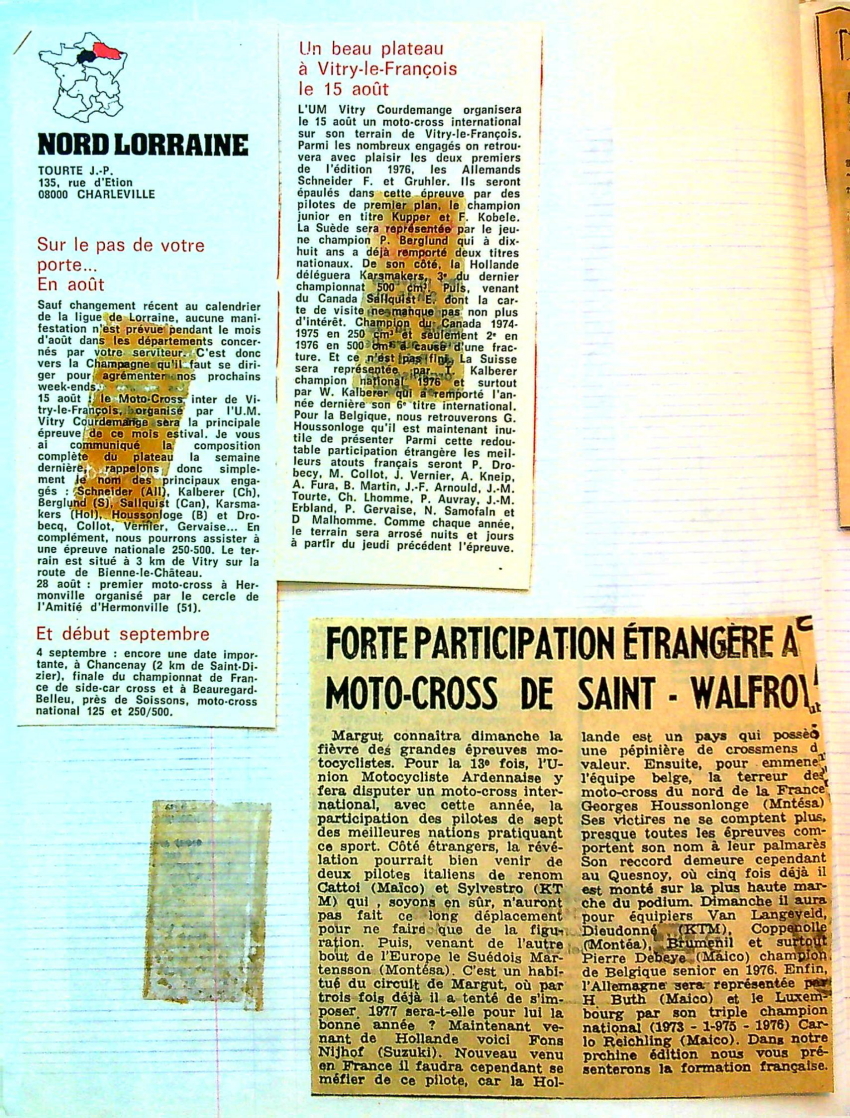 NORD LORRAINE
TOURTE J.-P.
135, rue d'Etion
08000 CHARLEVILLE
Sur le pas de votre
porte...
En août
Sauf changement récent au calendrier
de la ligue de Lorraine, aucune mani-
festation n'est prévue pendant le mois
d'août dans les départements concer-
nés par votre serviteur. C'est donc
vers la Champagne qu'il faut se diri-
ger pour agrémenter nos prochains
week-ends.
15 août : le Moto-Cross inter de Vi-
try-le-François, organisé par l'U.M.
Vitry Courdemange sera la principale
épreuve de ce mois estival. Je vous
ai communiqué la composition
complète du plateau la semaine
dernière, rappelons donc simple-
ment le nom des principaux enga-
gés : Schneider (All), Kalberer (Ch),
Berglund (S), Sallquist (Can), Karsma-
kers (Hol), Houssonloge (B) et Dro-
becq, Collot, Vernier, Gervaise... En
complément, nous pourrons assister à
une épreuve nationale 250-500. Le ter-
rain est situé à 3 km de Vitry sur la
route de Bienne-le-Château.
28 août : premier moto-cross à Her-
monville organisé par le cercle de
l'Amitié d'Hermonville (51).
Et début septembre
4 septembre : encore une date impor-
tante, à Chancenay (2 km de Saint-Di-
zier), finale du championnat de Fran-
ce de side-car cross et à Beauregard-
Belleu, près de Soissons, moto-cross
national 125 et 250/500.
Un beau plateau
à Vitry-le-François
le 15 août
L'UM Vitry Courdemange organisera
le 15 août un moto-cross international
sur son terrain de Vitry-le-François.
Parmi les nombreux engagés on retrou-
vera avec plaisir les deux premiers
de l'édition 1976, les Allemands
Schneider F. et Gruhler. Ils seront
épaulés dans cette épreuve par des
pilotes de premier plan, le champion
junior en titre Kupper et F. Kobele.
La Suède sera représentée par le jeu-
ne champion P. Berglund qui à dix-
huit ans a déjà remporté deux titres
nationaux. De son côté, la Hollande
déléguera Karsmakers, 3e du dernier
championnat 500 cm³. Puis, venant
du Canada Sallquist E. dont la car-
te de visite ne manque pas non plus
d'intérêt. Champion du Canada 1974-
1975 en 250 cm³ et seulement 2e en
1976 en 500 cm³ à cause d'une frac-
ture. Et ce n'est pas fini. La Suisse
sera représentée par J. Kalberer
champion national 1976 et surtout
par W. Kalberer qui a remporté l'an-
née dernière son 6e titre international.
Pour la Belgique, nous retrouverons G.
Houssonloge qu'il est maintenant inu-
tile de présenter Parmi cette redou-
table participation étrangère les meil-
leurs atouts français seront P. Dro-
becy, M. Collot, J. Vernier, A. Kneip,
A. Fura, B. Martin, J.-F. Arnould, J.-M.
Tourte, Ch. Lhomme, P. Auvray, J.-M.
Erbland, P. Gervaise, N. Samofaln et
D Malhomme. Comme chaque année,
le terrain sera arrosé nuits et jours
à partir du jeudi précédent l'épreuve.
FORTE PARTICIPATION ÉTRANGÈRE A
MOTO-CROSS DE SAINT - WALFROY
Margut connaîtra dimanche la
fièvre des grandes épreuves mo-
tocyclistes. Pour la 13e fois, l'U-
nion Motocycliste Ardennaise y
fera disputer un moto-cross inter-
national, avec cette année, la
participation des pilotes de sept
des meilleures nations pratiquant
ce sport. Côté étrangers, la révé-
lation pourrait bien venir de
deux pilotes italiens de renom
Cattoi (Maïco) et Sylvestro (KT
M) qui , soyons en sûr, n'auront
pas fait ce long déplacement
pour ne faire que de la figu-
ration. Puis, venant de l'autre
bout de l'Europe le Suédois Mar-
tensson (Montésa). C'est un habi-
tué du circuit de Margut, où par
trois fois déjà il a tenté de s'im-
poser. 1977 sera-t-elle pour lui la
bonne année ? Maintenant ve-
nant de Hollande voici Fons
Nijhof (Suzuki). Nouveau venu
en France il faudra cependant se
méfier de ce pilote, car la Hol-
lande est un pays qui possèd
une pépinière de crossmens d
valeur. Ensuite, pour emmene
l'équipe belge, la terreur des
moto-cross du nord de la France
Georges Houssonlonge (Mntésa)
Ses victires ne se comptent plus,
presque toutes les épreuves com-
portent son nom à leur palmarès
Son reccord demeure cependant
au Quesnoy, où cinq fois déjà il
est monté sur la plus haute mar-
che du podium. Dimanche il aura
pour équipiers Van Langeveld,
Dieudonné (KTM), Coppenolle
(Montéa), Brumenil et surtout
Pierre Debeye (Maico) champion
de Belgique senior en 1976. Enfin,
l'Allemagne sera représentée par
H. Buth (Maico) et le Luxem-
bourg par son triple champion
national (1973 - 1-975 - 1976) Car-
lo Reichling (Maico). Dans notre
prchine édition nous vous pré-
senterons la formation française.